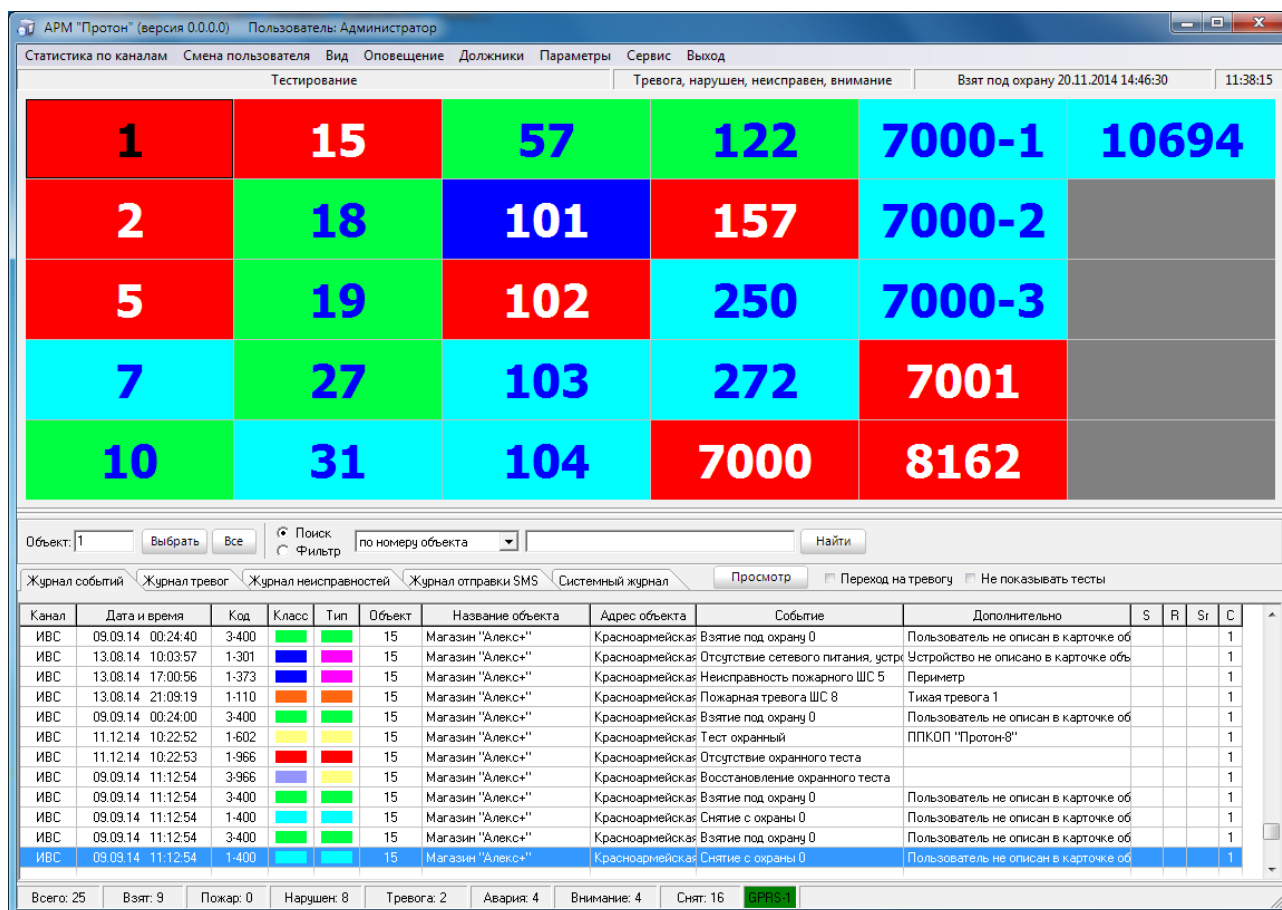 АРМ "Протон" (версия 0.0.0.0) Пользователь: Администратор
Статистика по каналам Смена пользователя Вид Оповещение Должники Параметры Сервис Выход
Тестирование Тревога, нарушен, неисправен, внимание Взят под охрану 20.11.2014 14:46:30 11:38:15
1 15 57 122 7000-1 10694
2 18 101 157 7000-2
5 19 102 250 7000-3
7 27 103 272 7001
10 31 104 7000 8162
Объект: 1 Выбрать Все Поиск Фильтр по номеру объекта Найти
Журнал событий Журнал тревог Журнал неисправностей Журнал отправки SMS Системный журнал Просмотр Переход на тревогу Не показывать тесты
Канал Дата и время Код Класс Тип Объект Название объекта Адрес объекта Событие Дополнительно S R Sr C
ИВС 09.09.14 00:24:40 3-400 15 Магазин "Алекс+" Красноармейская Взятие под охрану 0 Пользователь не описан в карточке об 1
ИВС 13.08.14 10:03:57 1-301 15 Магазин "Алекс+" Красноармейская Отсутствие сетевого питания, устро Устройство не описано в карточке объ 1
ИВС 13.08.14 17:00:56 1-373 15 Магазин "Алекс+" Красноармейская Неисправность пожарного ШС 5 Периметр 1
ИВС 13.08.14 21:09:19 1-110 15 Магазин "Алекс+" Красноармейская Пожарная тревога ШС 8 Тихая тревога 1 1
ИВС 09.09.14 00:24:00 3-400 15 Магазин "Алекс+" Красноармейская Взятие под охрану 0 Пользователь не описан в карточке об 1
ИВС 11.12.14 10:22:52 1-602 15 Магазин "Алекс+" Красноармейская Тест охранный ППКОП "Протон-8" 1
ИВС 11.12.14 10:22:53 1-966 15 Магазин "Алекс+" Красноармейская Отсутствие охранного теста 1
ИВС 09.09.14 11:12:54 3-966 15 Магазин "Алекс+" Красноармейская Восстановление охранного теста 1
ИВС 09.09.14 11:12:54 3-400 15 Магазин "Алекс+" Красноармейская Взятие под охрану 0 Пользователь не описан в карточке об 1
ИВС 09.09.14 11:12:54 1-400 15 Магазин "Алекс+" Красноармейская Снятие с охраны 0 Пользователь не описан в карточке об 1
ИВС 09.09.14 11:12:54 3-400 15 Магазин "Алекс+" Красноармейская Взятие под охрану 0 Пользователь не описан в карточке об 1
ИВС 09.09.14 11:12:54 1-400 15 Магазин "Алекс+" Красноармейская Снятие с охраны 0 Пользователь не описан в карточке об 1
Всего: 25 Взят: 9 Пожар: 0 Нарушен: 8 Тревога: 2 Авария: 4 Внимание: 4 Снят: 16 GPRS-1